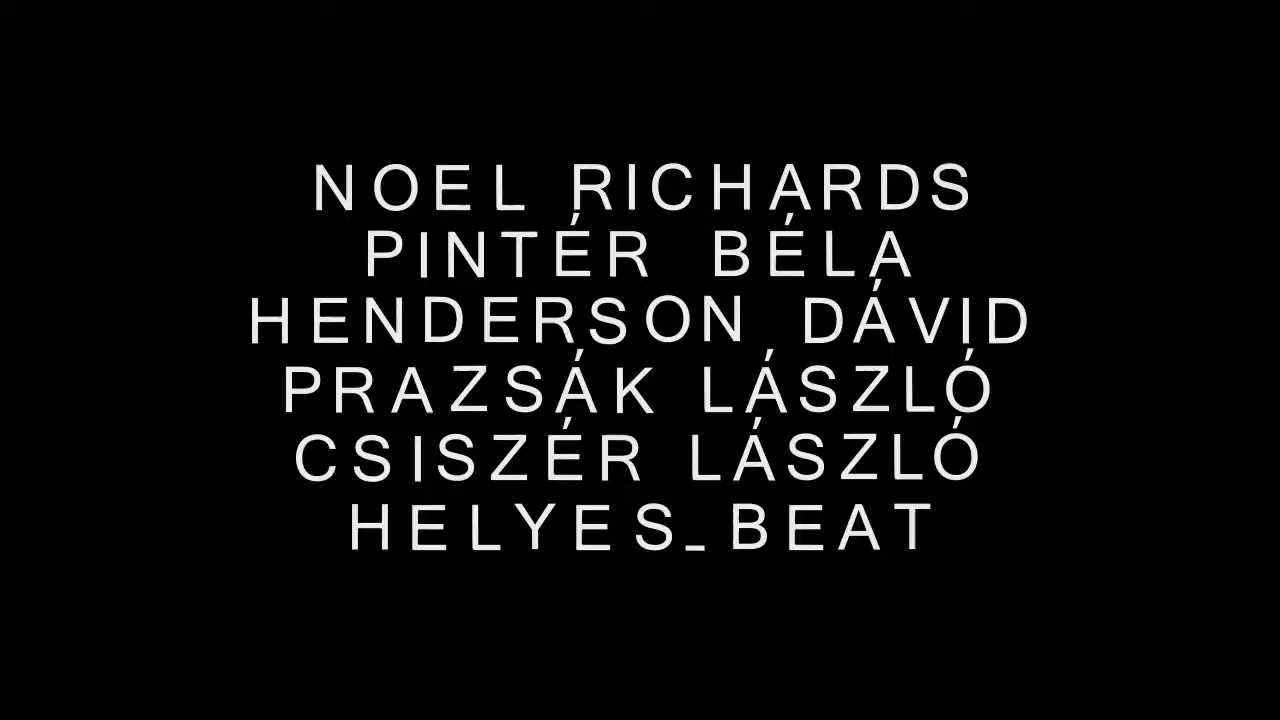 NOEL RICHARDS
PINTÉR BÉLA
HENDERSON DÁVID
PRAZSÁK LÁSZLÓ
CSISZÉR LÁSZLÓ
HELYES_BEAT